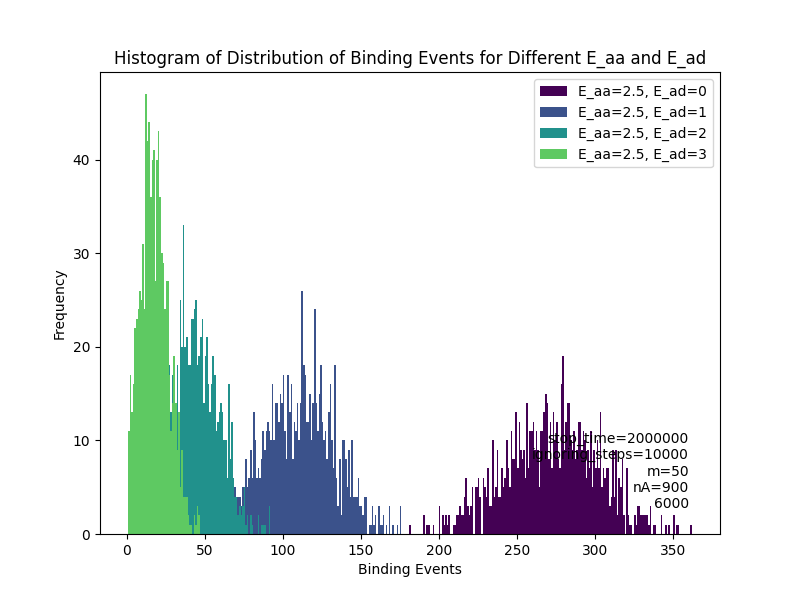 Histogram of Distribution of Binding Events for Different E_aa and E_ad
E_aa=2.5, E_ad=0
E_aa=2.5, E_ad=1
E_aa=2.5, E_ad=2
E_aa=2.5, E_ad=3
Frequency
40
30
20
10
0
stop_time=2000000
ignoring_steps=10000
m=50
nA=900
6000
0 50 100 150 200 250 300 350
Binding Events